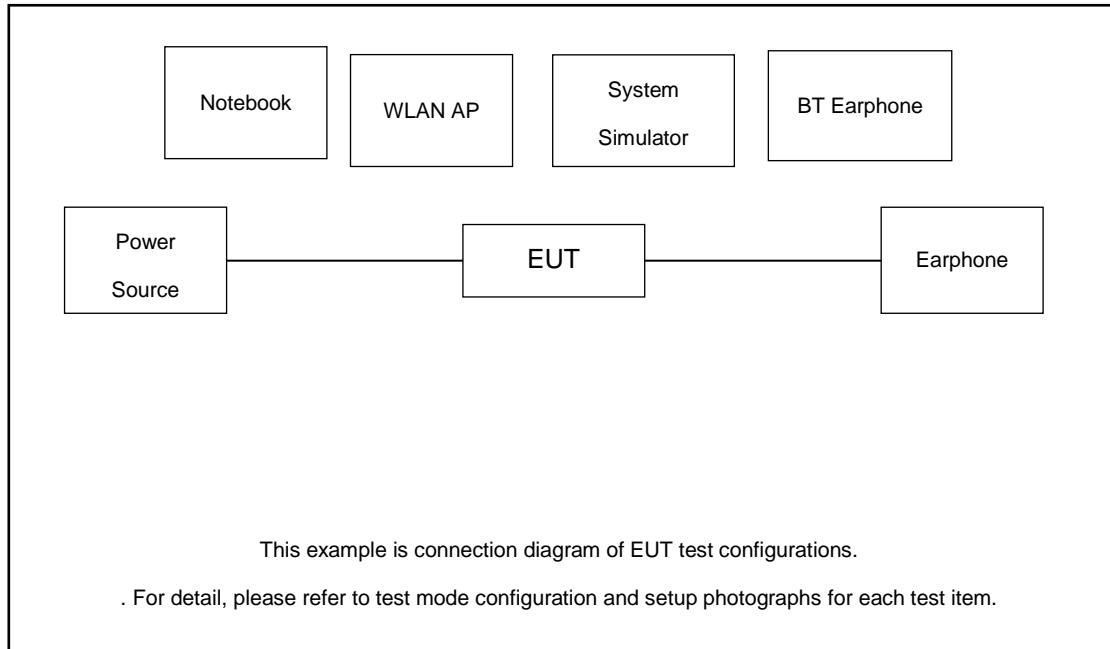 Notebook
WLAN AP
System
Simulator
BT Earphone
Power
Source
EUT
Earphone
This example is connection diagram of EUT test configurations.
. For detail, please refer to test mode configuration and setup photographs for each test item.